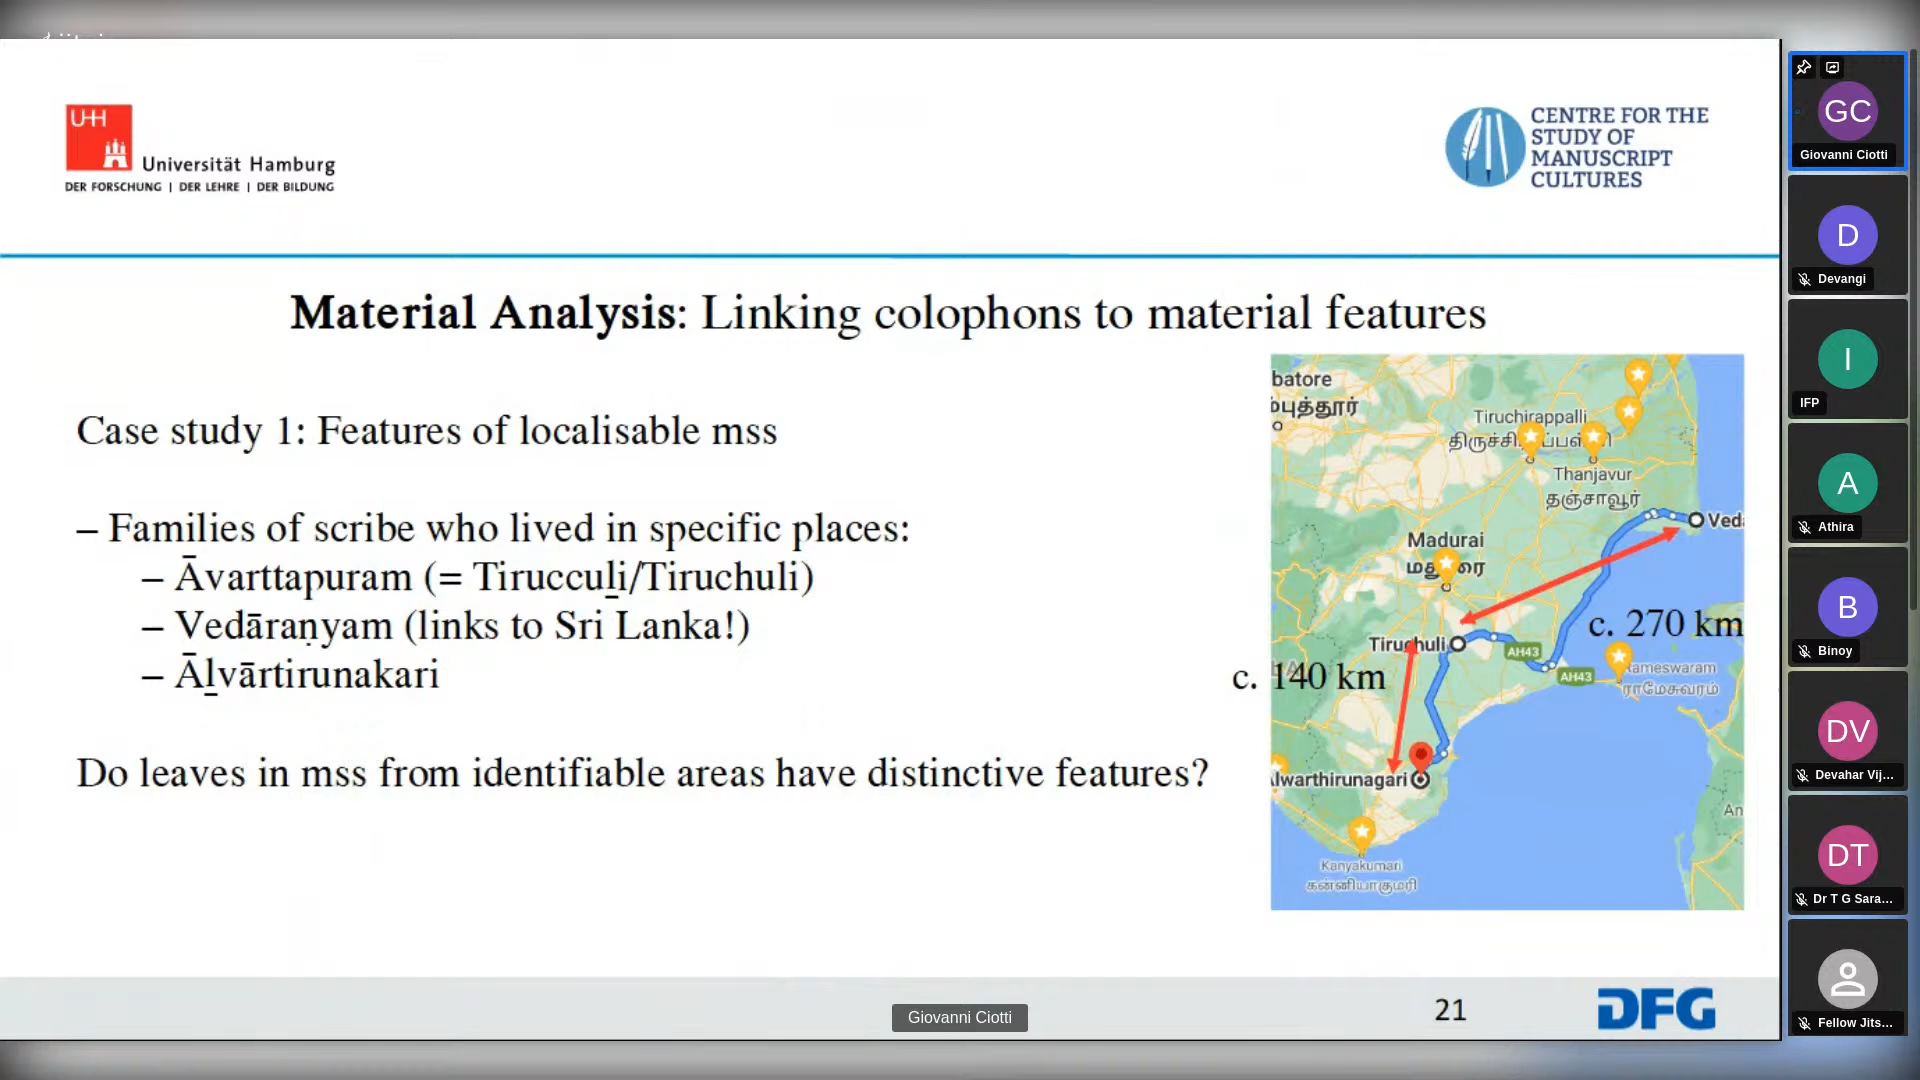 UHH
Universität Hamburg
DER FORSCHUNG | DER LEHRE | DER BILDUNG
CENTRE FOR THE
STUDY OF
MANUSCRIPT
CULTURES
Material Analysis: Linking colophons to material features
Case study 1: Features of localisable mss
– Families of scribe who lived in specific places:
– Āvarttapuram (= Tiruccuḻi/Tiruchuli)
– Vedāraṇyam (links to Sri Lanka!)
– Āḻvārtirunakari
Do leaves in mss from identifiable areas have distinctive features?
batore
Tiruchirappalli
Thanjavur
தஞ்சாவூர்
Veda
Madurai
Tiruchuli
c. 270 km
c. 140 km
AH43
AH43
Rameswaram
ராமேசுவரம்
lwarthirunagari
An
Kanyakumari
கன்னியாகுமரி
21
DFG
Giovanni Ciotti
GC
Giovanni Ciotti
D
Devangi
I
IFP
A
Athira
B
Binoy
DV
Devahar Vij...
DT
Dr T G Sara...
Fellow Jits...